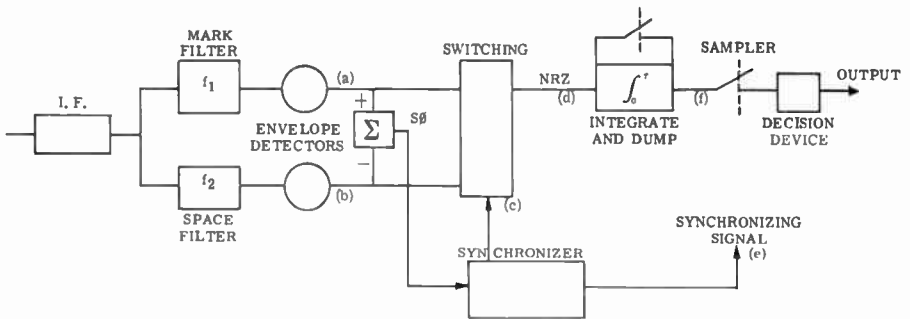 MARK
FILTER
f1
I. F.
(a)
ENVELOPE
DETECTORS
+
Σ
−
SØ
f2
(b)
SPACE
FILTER
SWITCHING
(c)
NRZ
(d)
∫₀ᵀ
INTEGRATE
AND DUMP
(f)
SAMPLER
DECISION
DEVICE
OUTPUT
SYNCHRONIZER
SYNCHRONIZING
SIGNAL
(e)